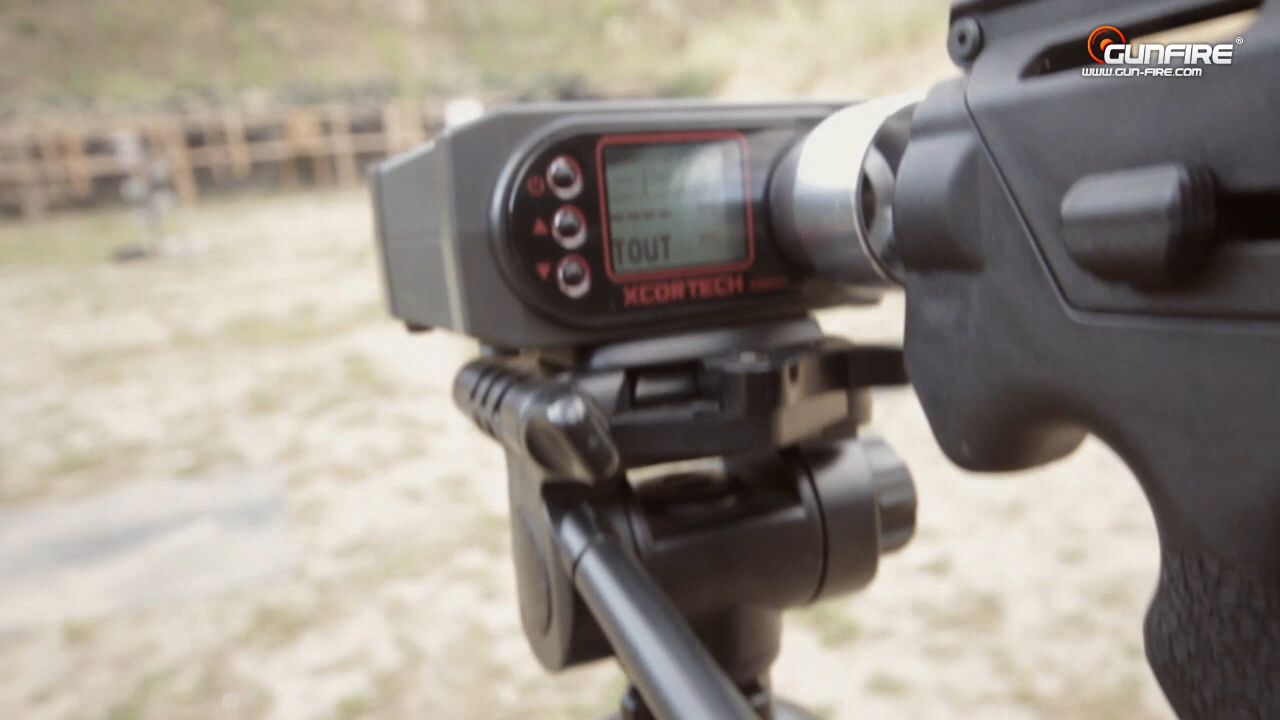 GUNFIRE®
www.GUN-FIRE.COM
----
TOUT
XCORTECH